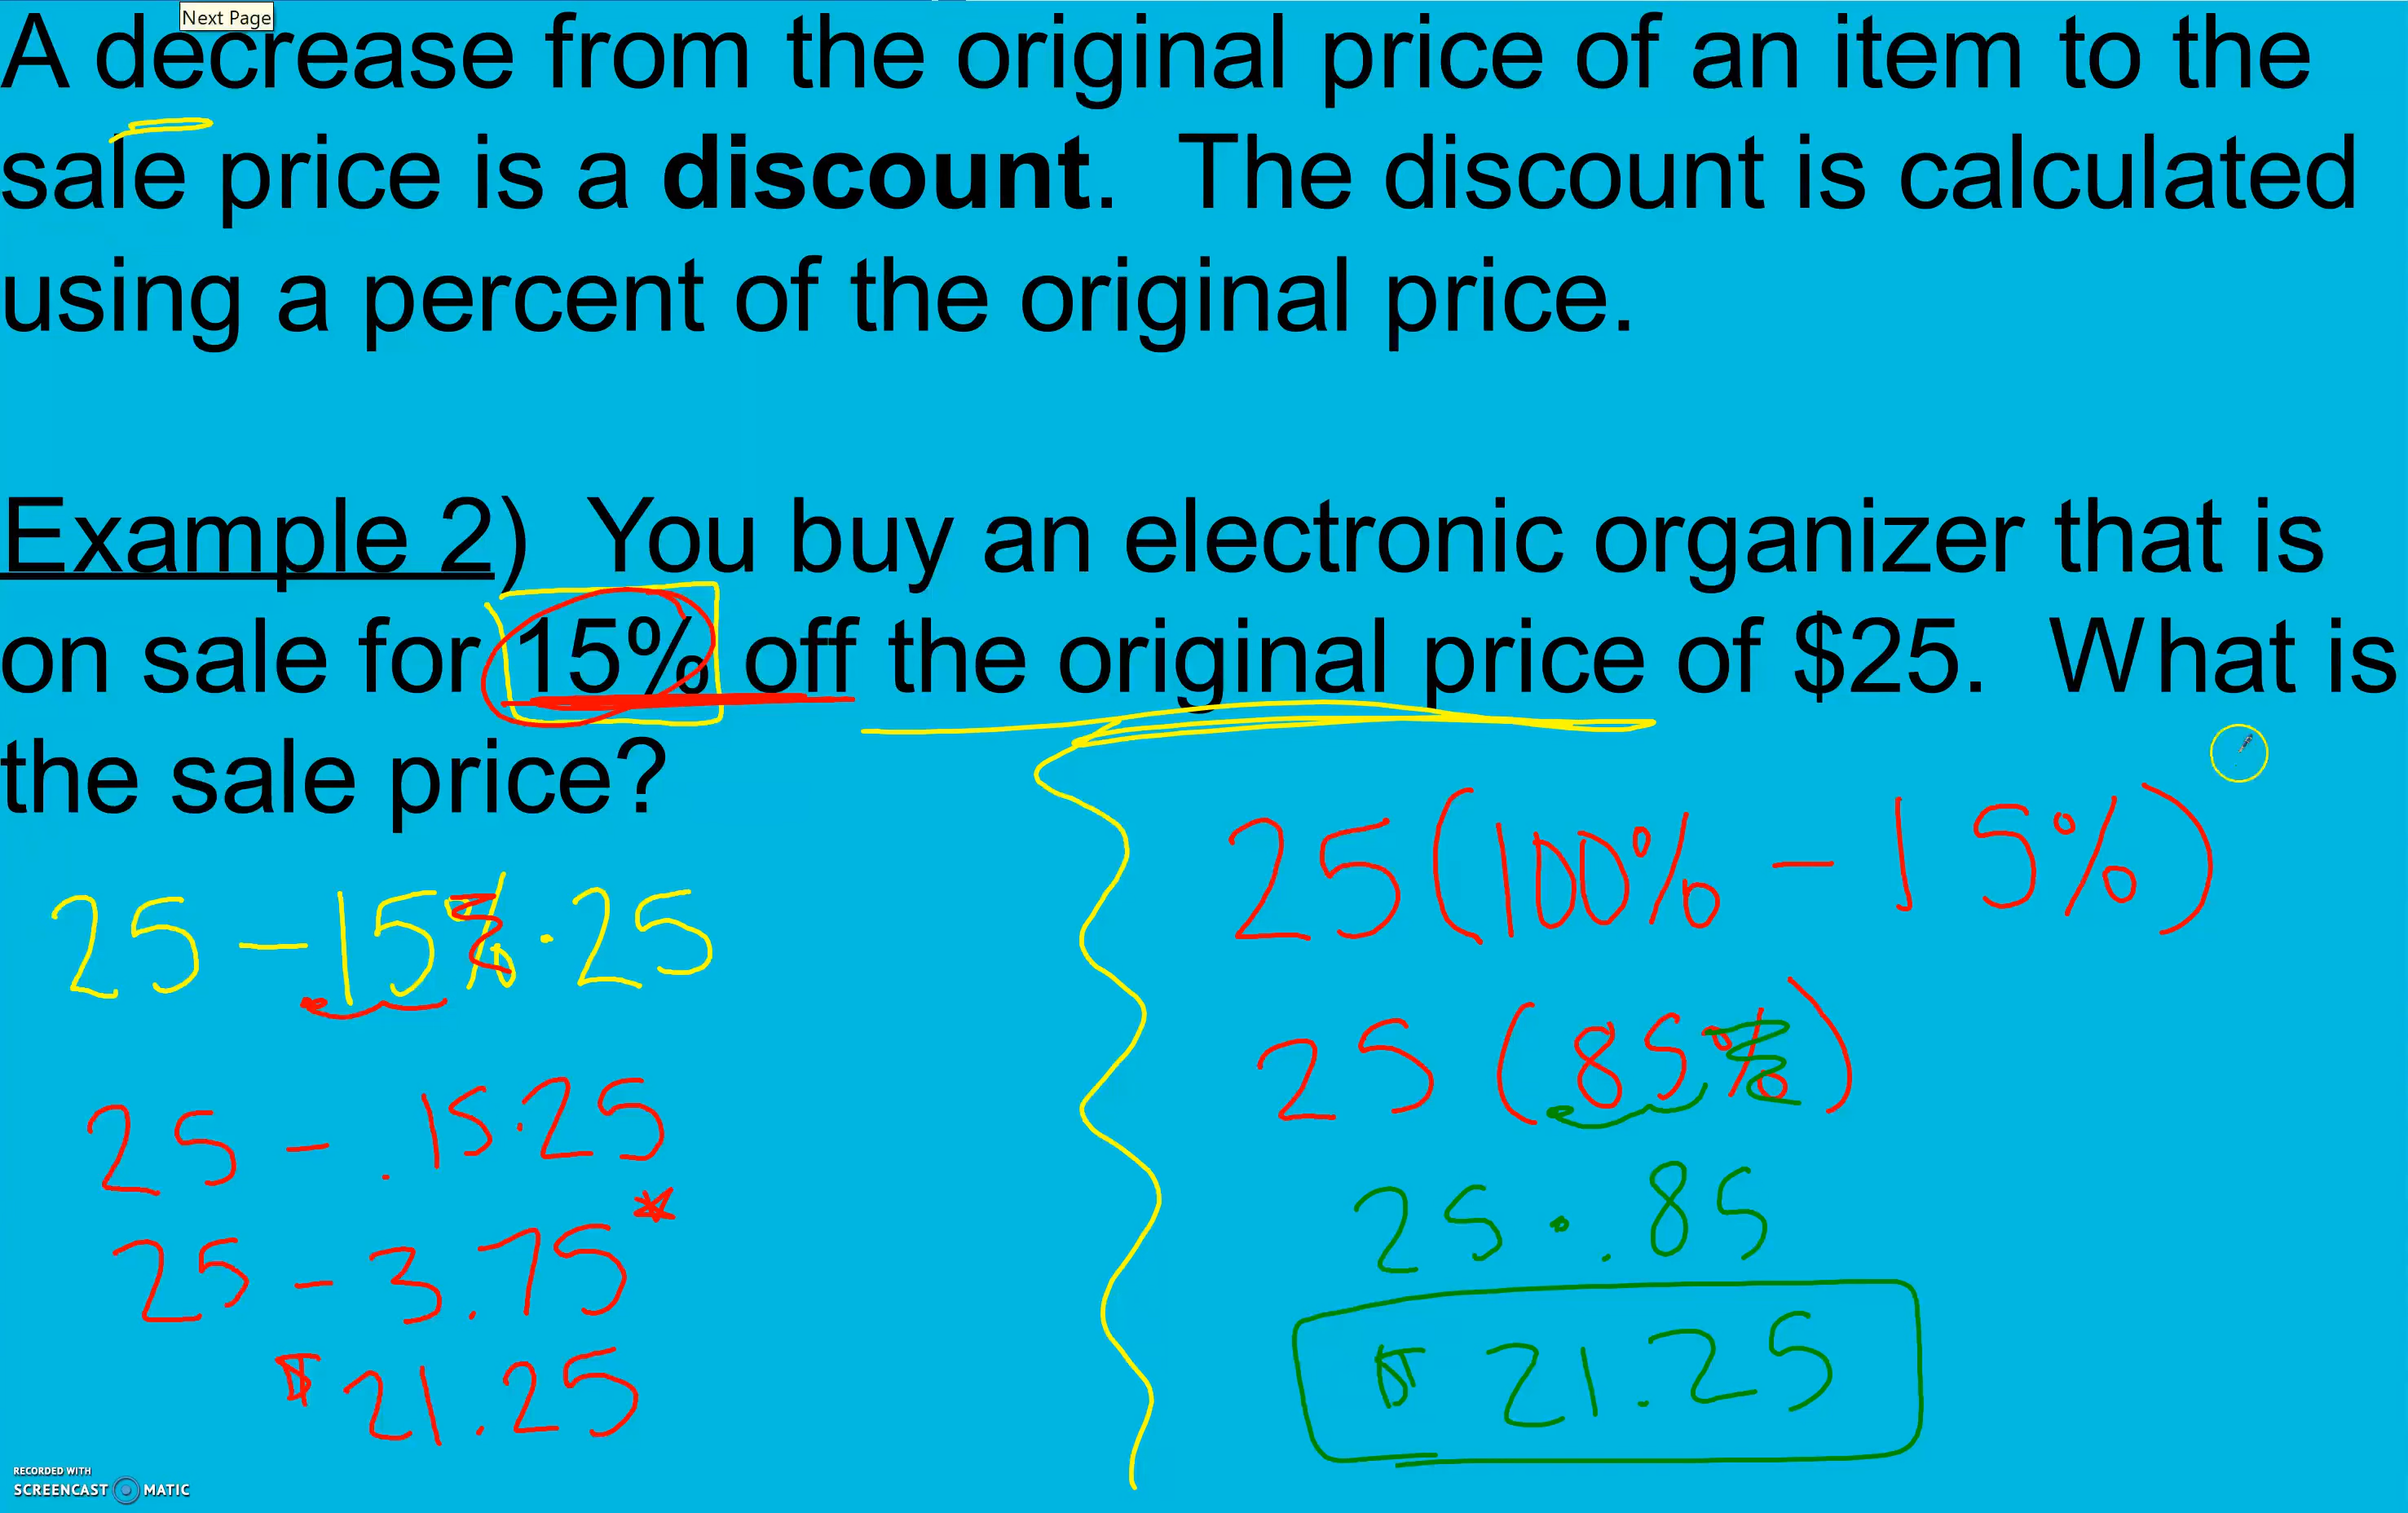 Next Page
A decrease from the original price of an item to the
sale price is a discount. The discount is calculated
using a percent of the original price.
Example 2) You buy an electronic organizer that is
on sale for 15% off the original price of $25. What is
the sale price?
25 - 15% · 25
25 - .15 · 25
25 - 3.75 *
$ 21.25
25 (100% - 15%)
25 (85%)
25 · .85
$ 21.25
RECORDED WITH
SCREENCAST MATIC